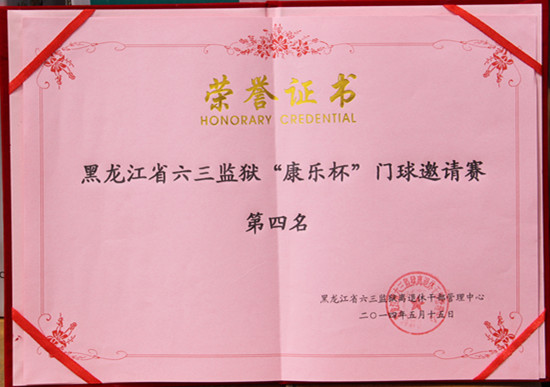 荣誉证书
HONORARY CREDENTIAL
黑龙江省六三监狱“康乐杯”门球邀请赛
第四名
黑龙江省六三监狱离退休干部管理中心
二〇一四年五月十五日